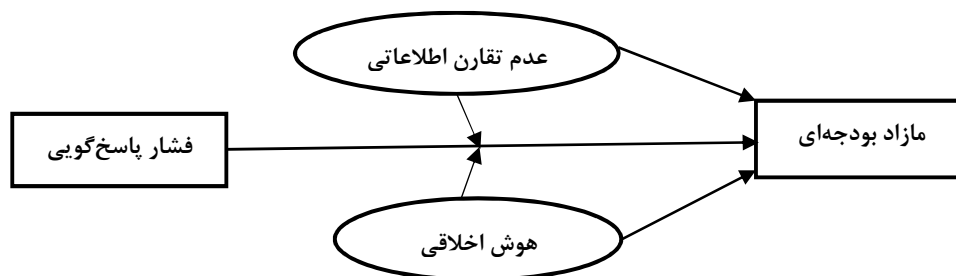 عدم تقارن اطلاعاتی
مازاد بودجه‌ای
فشار پاسخ‌گویی
هوش اخلاقی